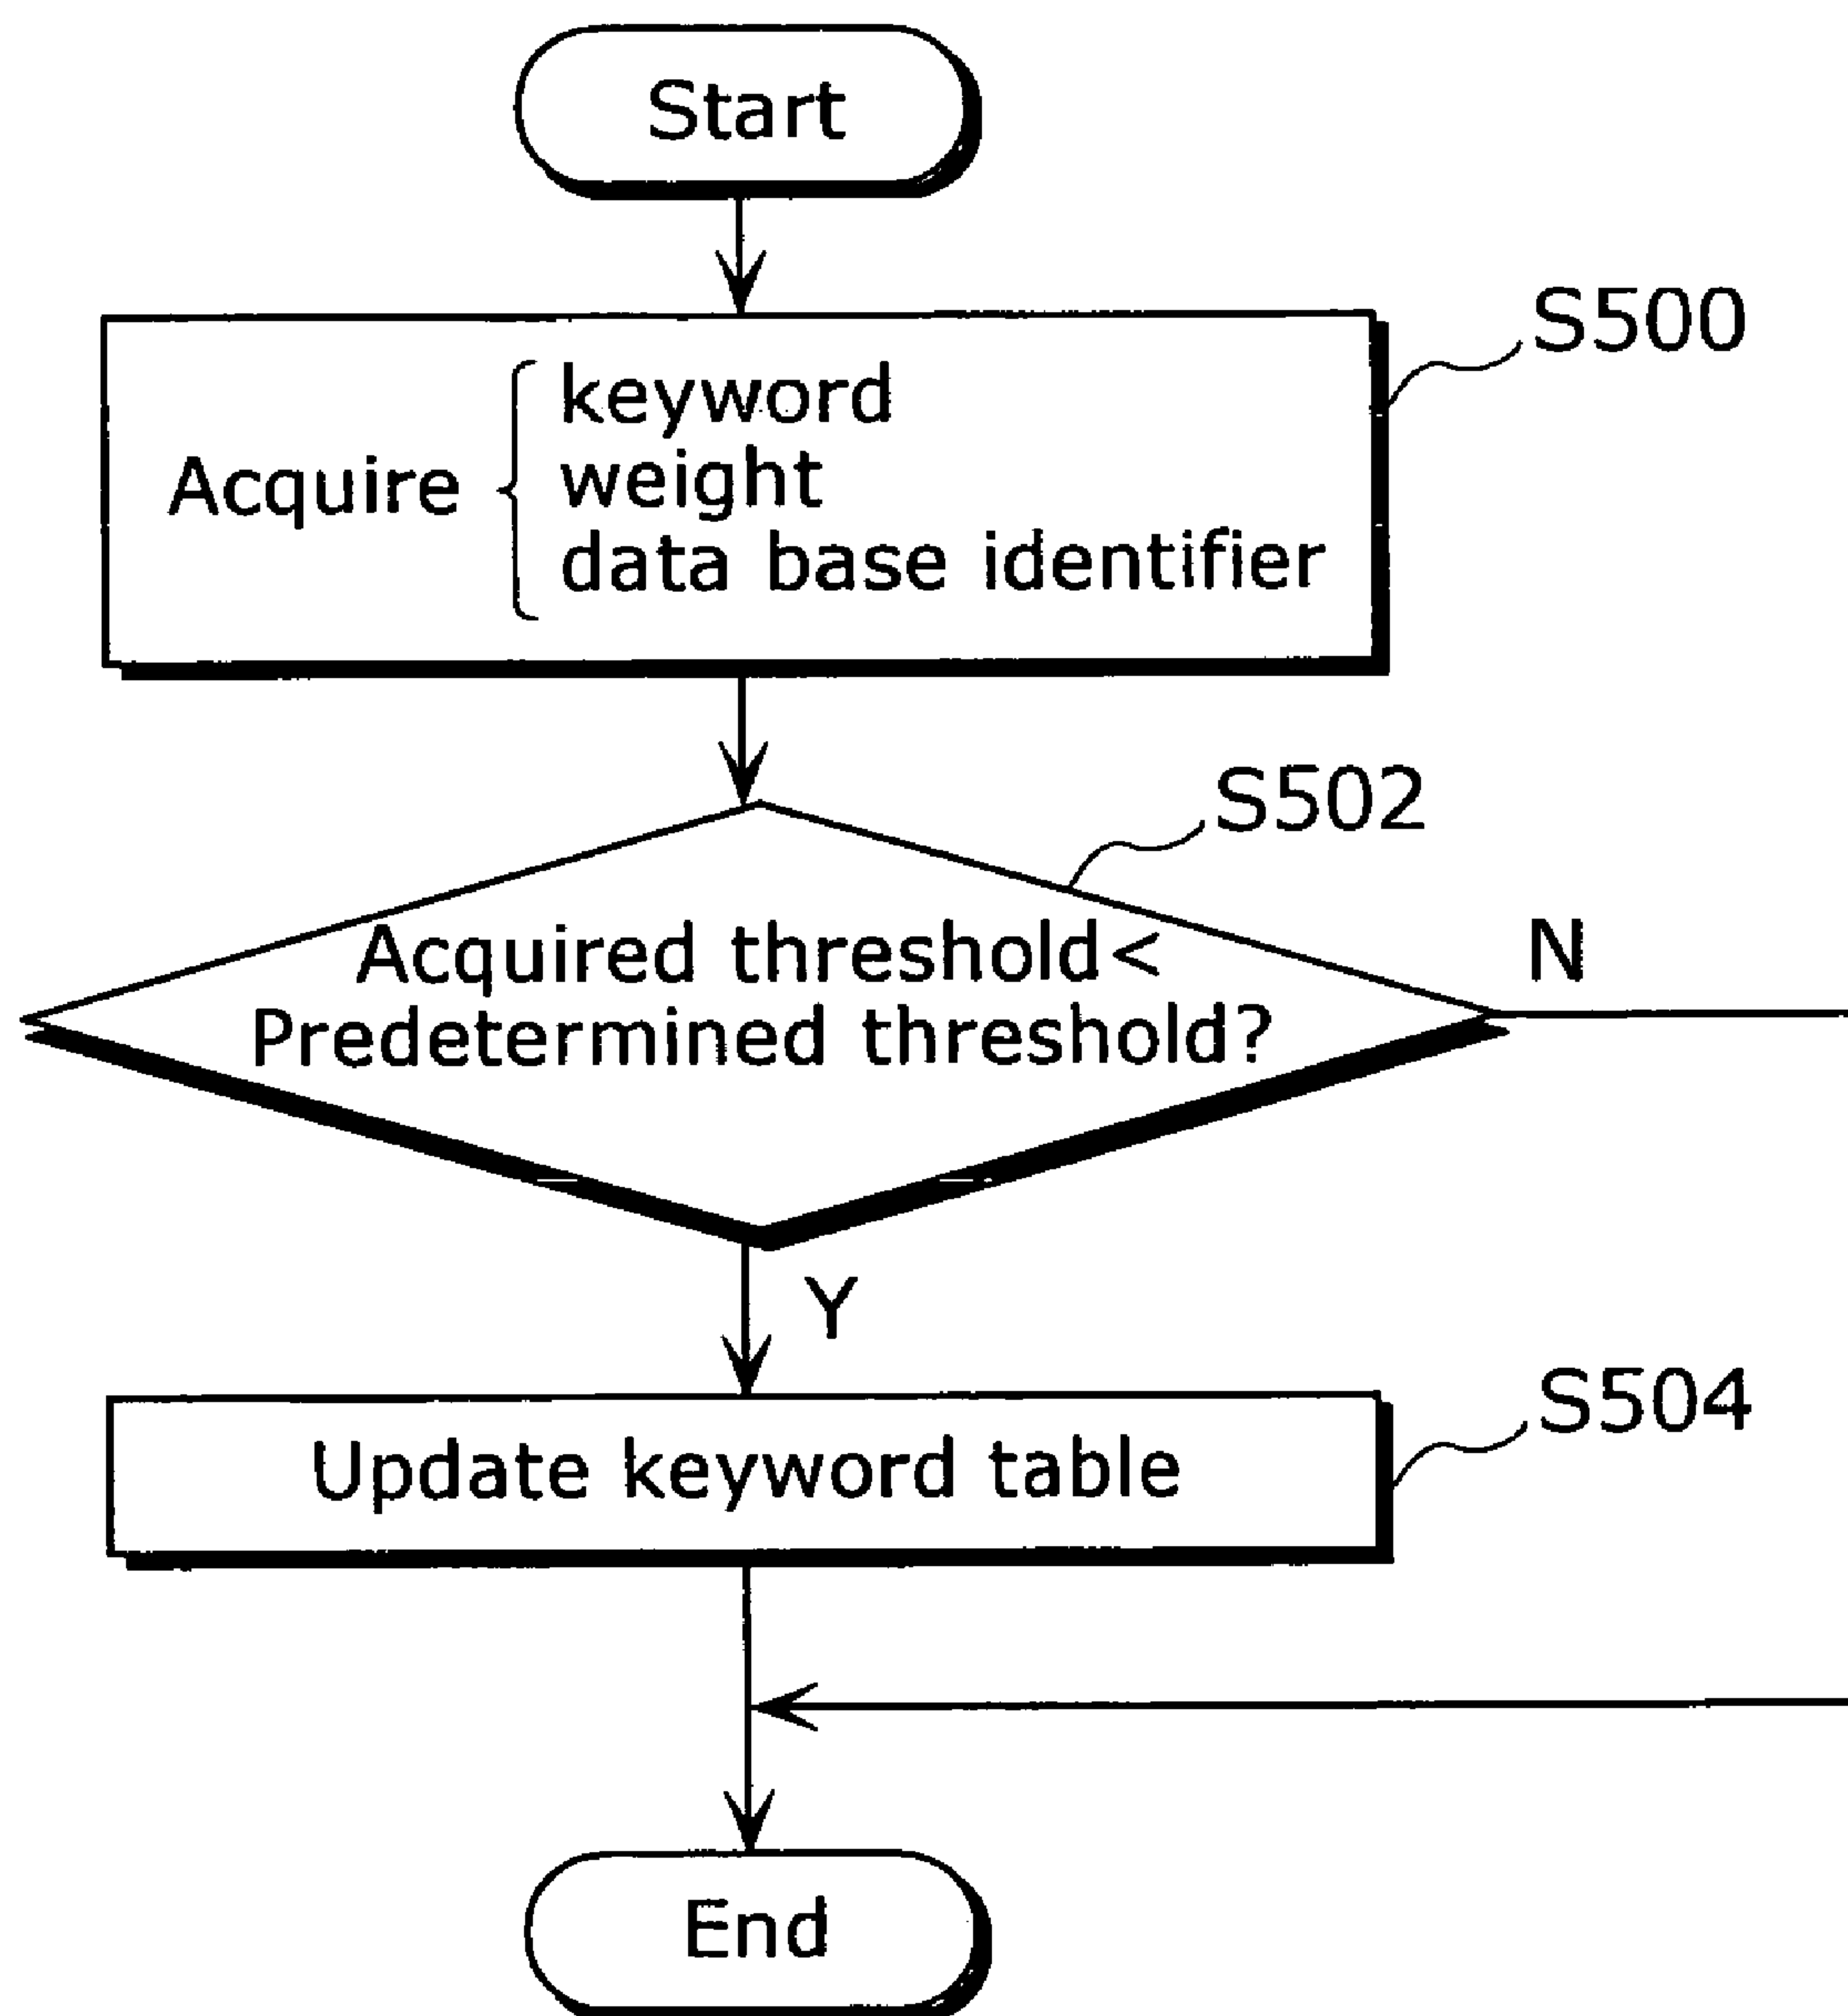 Start
S500
keyword
Acquire
weight
data base identifier
S502
Acquired threshold<
N
Predetermined threshold?
Y
S504
Update keyword table
End